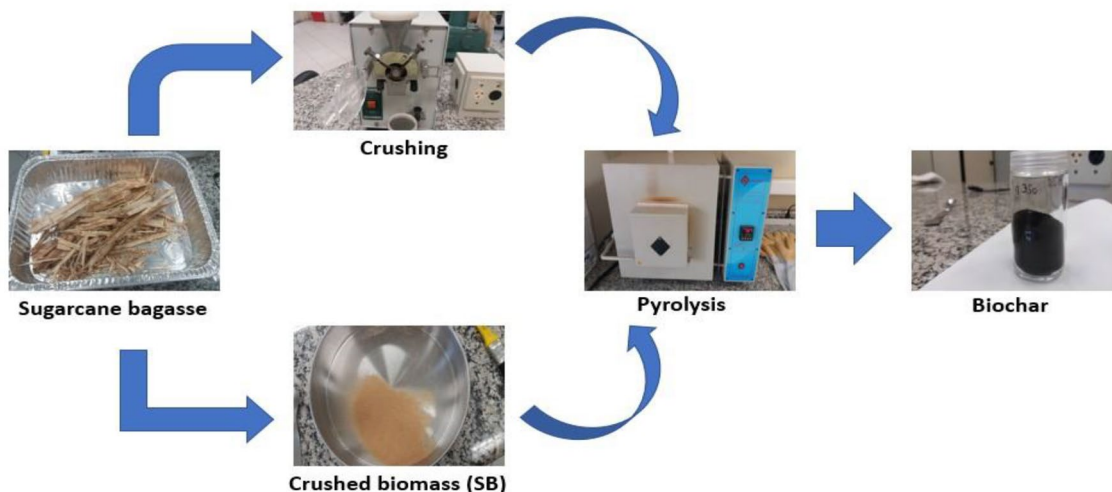 Crushing
Sugarcane bagasse
Pyrolysis
Biochar
Crushed biomass (SB)